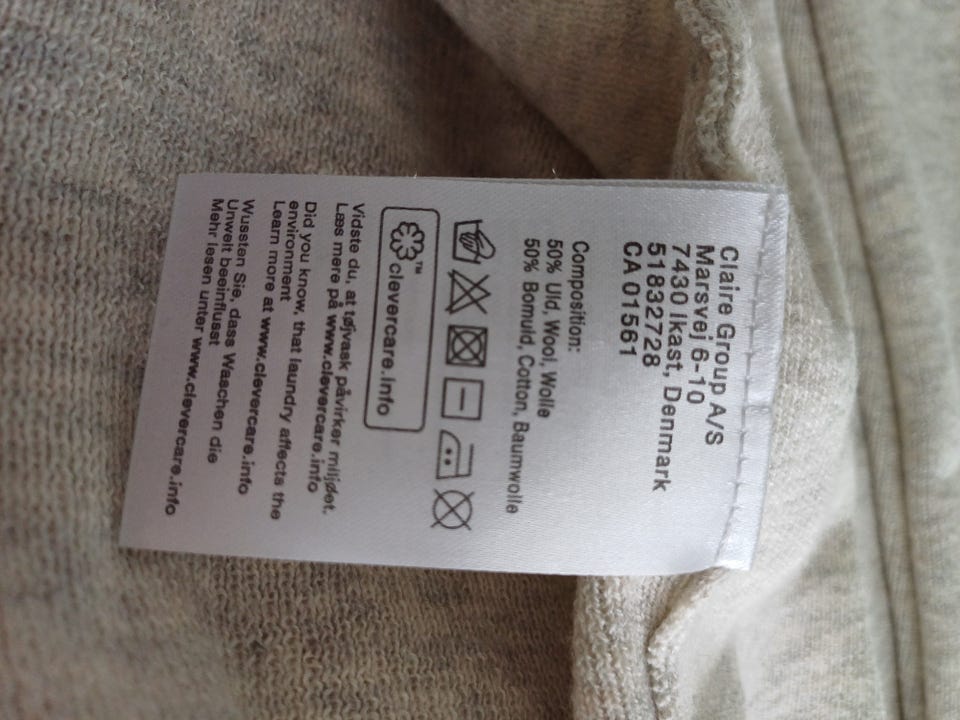 Claire Group A/S
Marsvej 6-10
7430 Ikast, Denmark
51832728
CA 01561
Composition:
50% Uld, Wool, Wolle
50% Bomuld, Cotton, Baumwolle
clevercare.info™
Vidste du, at tøjvask påvirker miljøet.
Læs mere på www.clevercare.info
Did you know, that laundry affects the
environment
Learn more at www.clevercare.info
Wussten Sie, dass Waschen die
Umwelt beeinflusst
Mehr lesen unter www.clevercare.info